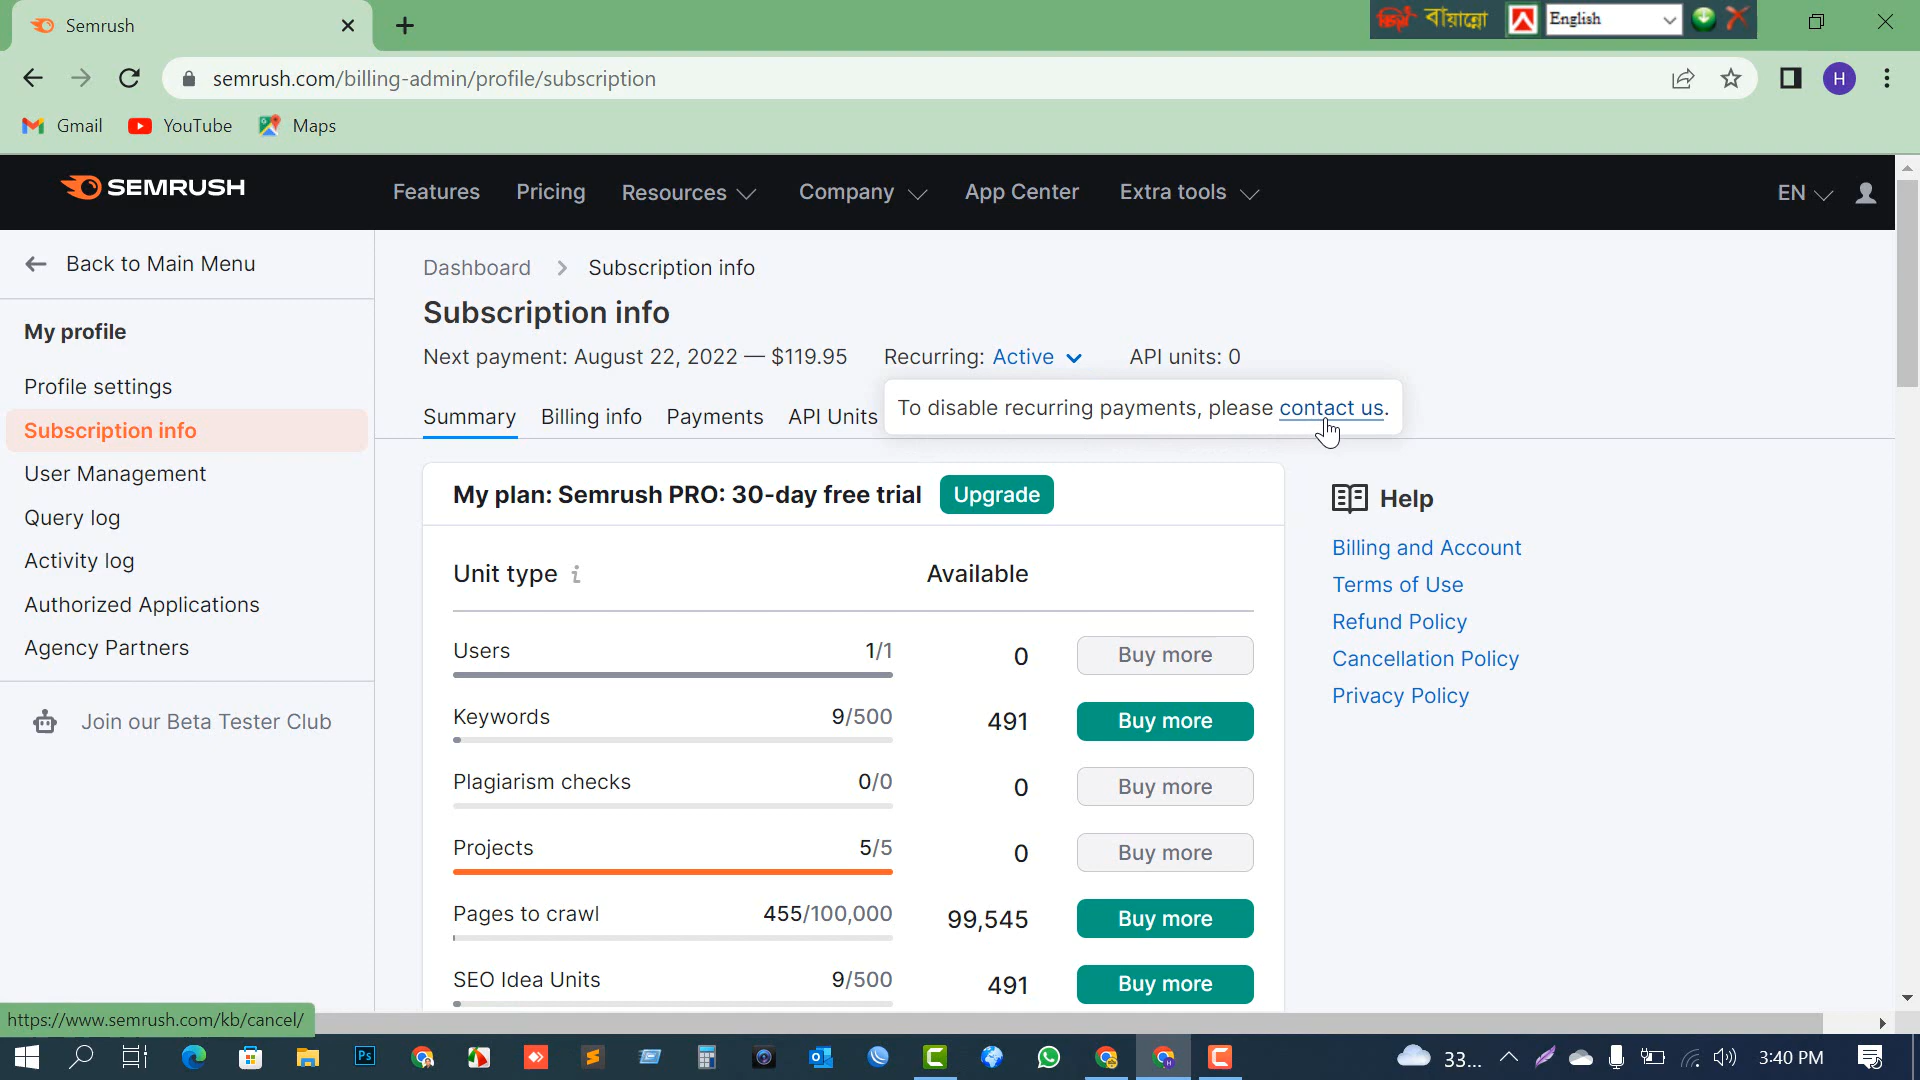 Semrush
বায়ান্নো
English
semrush.com/billing-admin/profile/subscription
H
Gmail
YouTube
Maps
SEMRUSH
Features
Pricing
Resources
Company
App Center
Extra tools
EN
Back to Main Menu
My profile
Profile settings
Subscription info
User Management
Query log
Activity log
Authorized Applications
Agency Partners
Join our Beta Tester Club
Dashboard
Subscription info
Subscription info
Next payment: August 22, 2022 — $119.95
Recurring: Active
API units: 0
To disable recurring payments, please contact us.
Summary
Billing info
Payments
API Units
My plan: Semrush PRO: 30-day free trial
Upgrade
Unit type i
Available
Users 1/1 0 Buy more
Keywords 9/500 491 Buy more
Plagiarism checks 0/0 0 Buy more
Projects 5/5 0 Buy more
Pages to crawl 455/100,000 99,545 Buy more
SEO Idea Units 9/500 491 Buy more
Help
Billing and Account
Terms of Use
Refund Policy
Cancellation Policy
Privacy Policy
https://www.semrush.com/kb/cancel/
Ps
33...
3:40 PM